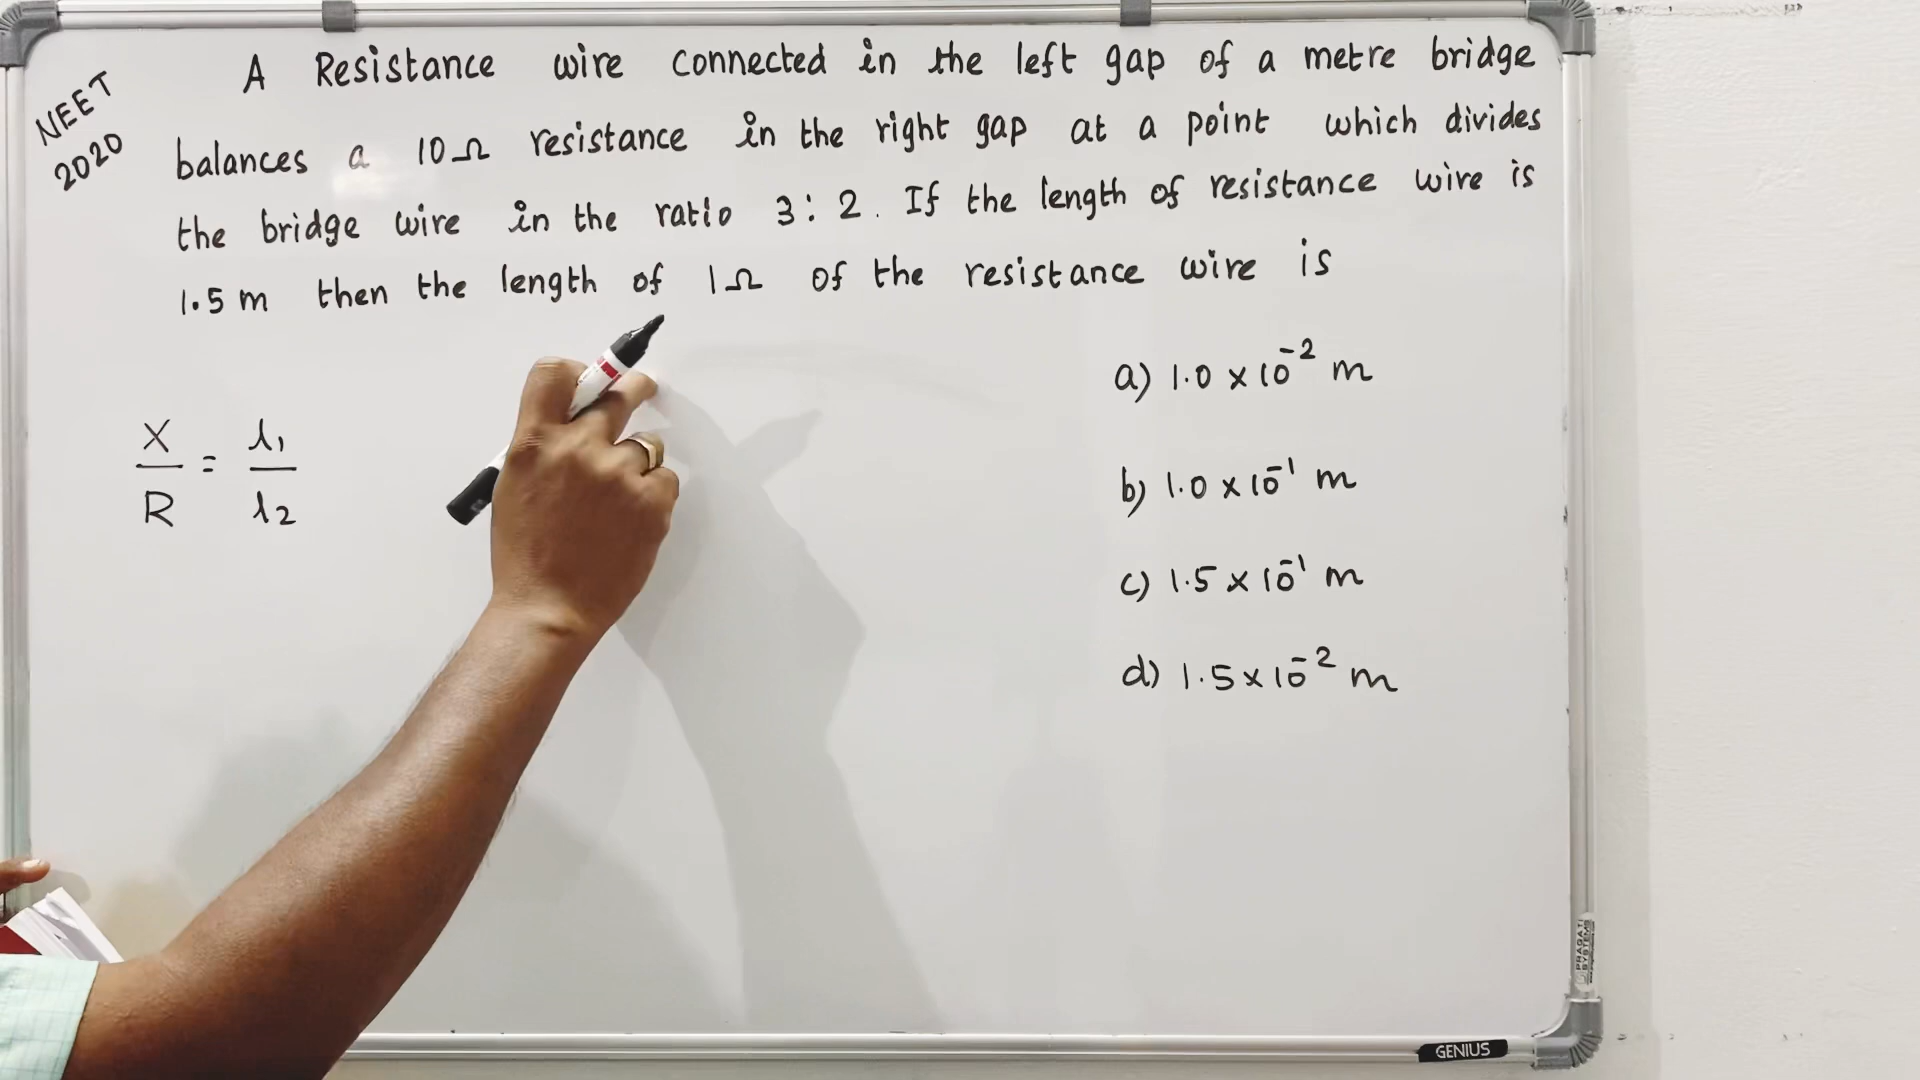 NEET
2020
A Resistance wire connected in the left gap of a metre bridge
balances a 10Ω resistance in the right gap at a point which divides
the bridge wire in the ratio 3:2. If the length of resistance wire is
1.5 m then the length of 1Ω of the resistance wire is
X/R = l₁/l₂
a) 1.0 × 10⁻² m
b) 1.0 × 10⁻¹ m
c) 1.5 × 10⁻¹ m
d) 1.5 × 10⁻² m
PRAGATI
SYSTEMS
GENIUS